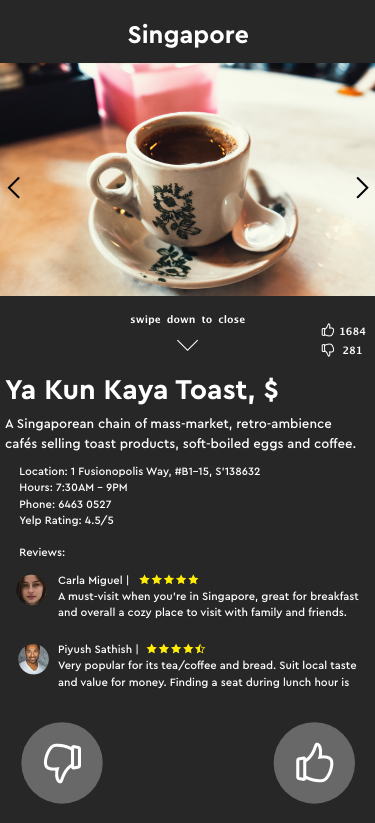 Singapore
swipe down to close
1684
281
Ya Kun Kaya Toast, $
A Singaporean chain of mass-market, retro-ambience
cafés selling toast products, soft-boiled eggs and coffee.
Location: 1 Fusionopolis Way, #B1-15, S'138632
Hours: 7:30AM - 9PM
Phone: 6463 0527
Yelp Rating: 4.5/5
Reviews:
Carla Miguel |
A must-visit when you're in Singapore, great for breakfast
and overall a cozy place to visit with family and friends.
Piyush Sathish |
Very popular for its tea/coffee and bread. Suit local taste
and value for money. Finding a seat during lunch hour is